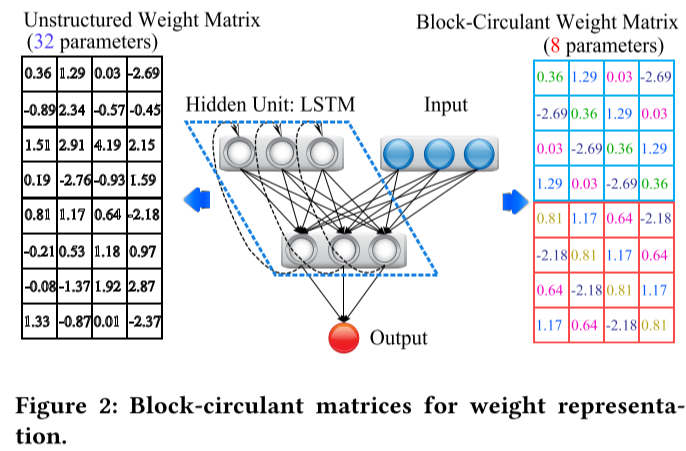 Unstructured Weight Matrix
(32 parameters)
0.36 1.29 0.03 -2.69
-0.89 2.34 -0.57 -0.45
1.51 2.91 4.19 2.15
0.19 -2.76 -0.93 1.59
0.81 1.17 0.64 -2.18
-0.21 0.53 1.18 0.97
-0.08 -1.37 1.92 2.87
1.33 -0.87 0.01 -2.37
Hidden Unit: LSTM
Input
Output
Block-Circulant Weight Matrix
(8 parameters)
0.36 1.29 0.03 -2.69
-2.69 0.36 1.29 0.03
0.03 -2.69 0.36 1.29
1.29 0.03 -2.69 0.36
0.81 1.17 0.64 -2.18
-2.18 0.81 1.17 0.64
0.64 -2.18 0.81 1.17
1.17 0.64 -2.18 0.81
Figure 2: Block-circulant matrices for weight representa-
tion.